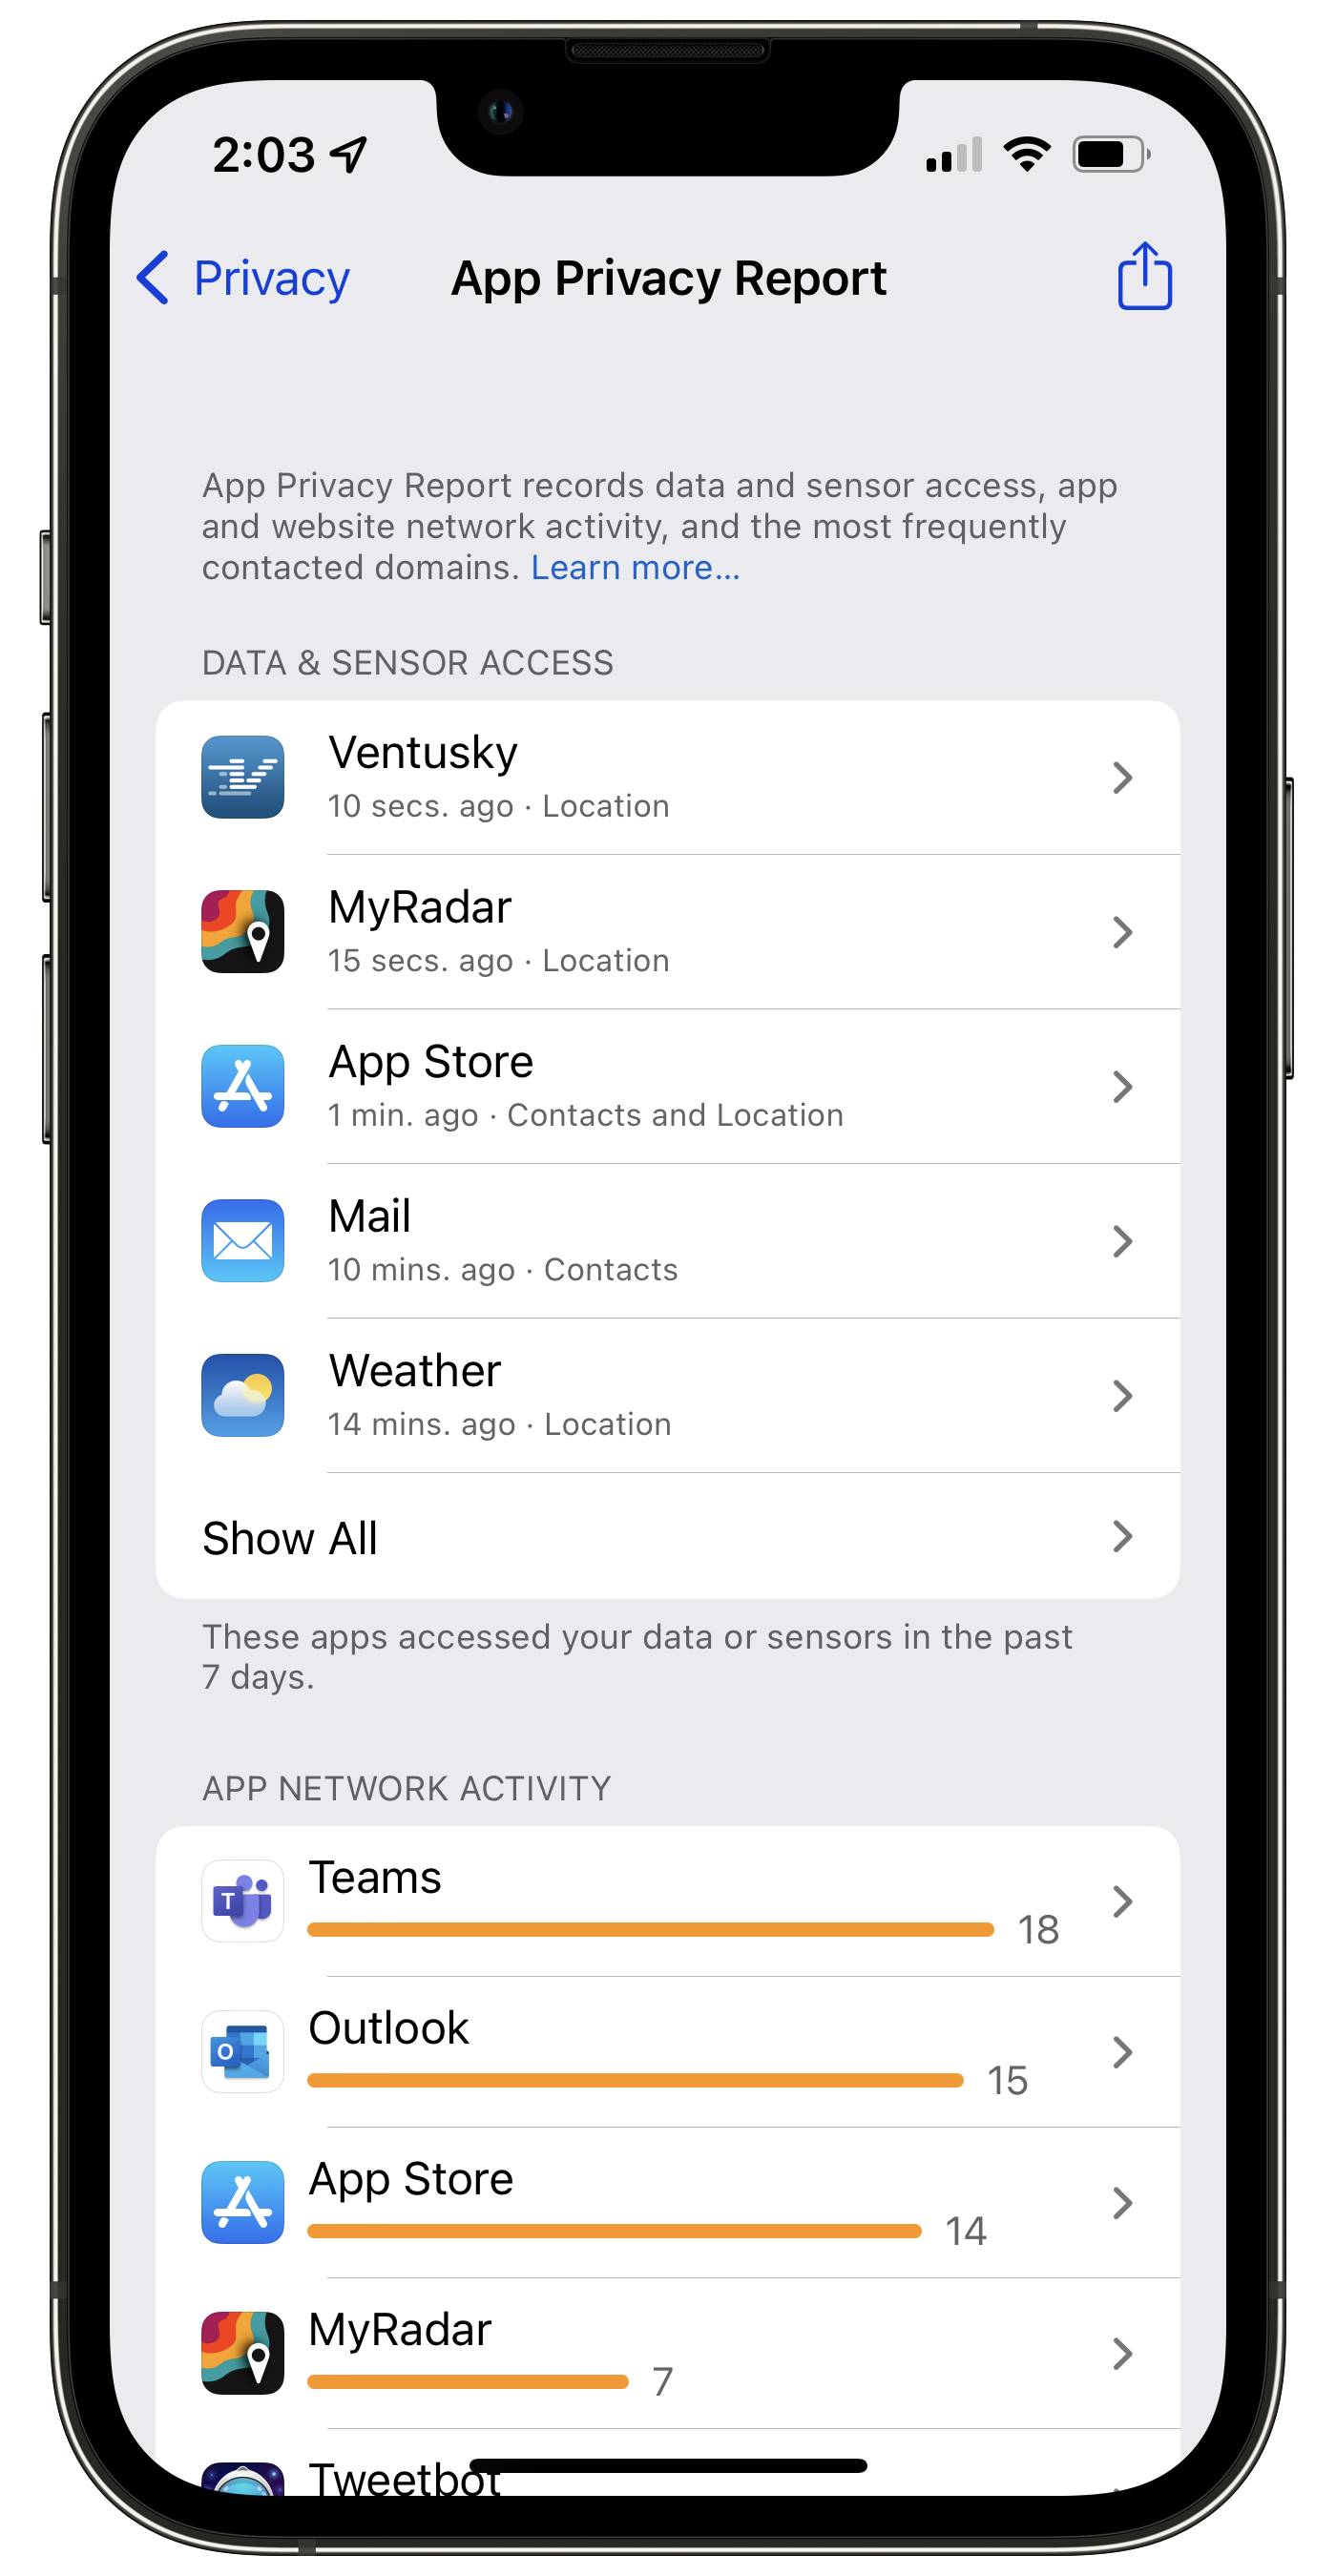 2:03
Privacy
App Privacy Report
App Privacy Report records data and sensor access, app
and website network activity, and the most frequently
contacted domains. Learn more...
DATA & SENSOR ACCESS
Ventusky
10 secs. ago · Location
MyRadar
15 secs. ago · Location
App Store
1 min. ago · Contacts and Location
Mail
10 mins. ago · Contacts
Weather
14 mins. ago · Location
Show All
These apps accessed your data or sensors in the past
7 days.
APP NETWORK ACTIVITY
T
Teams
18
O
Outlook
15
App Store
14
MyRadar
7
Tweetbot